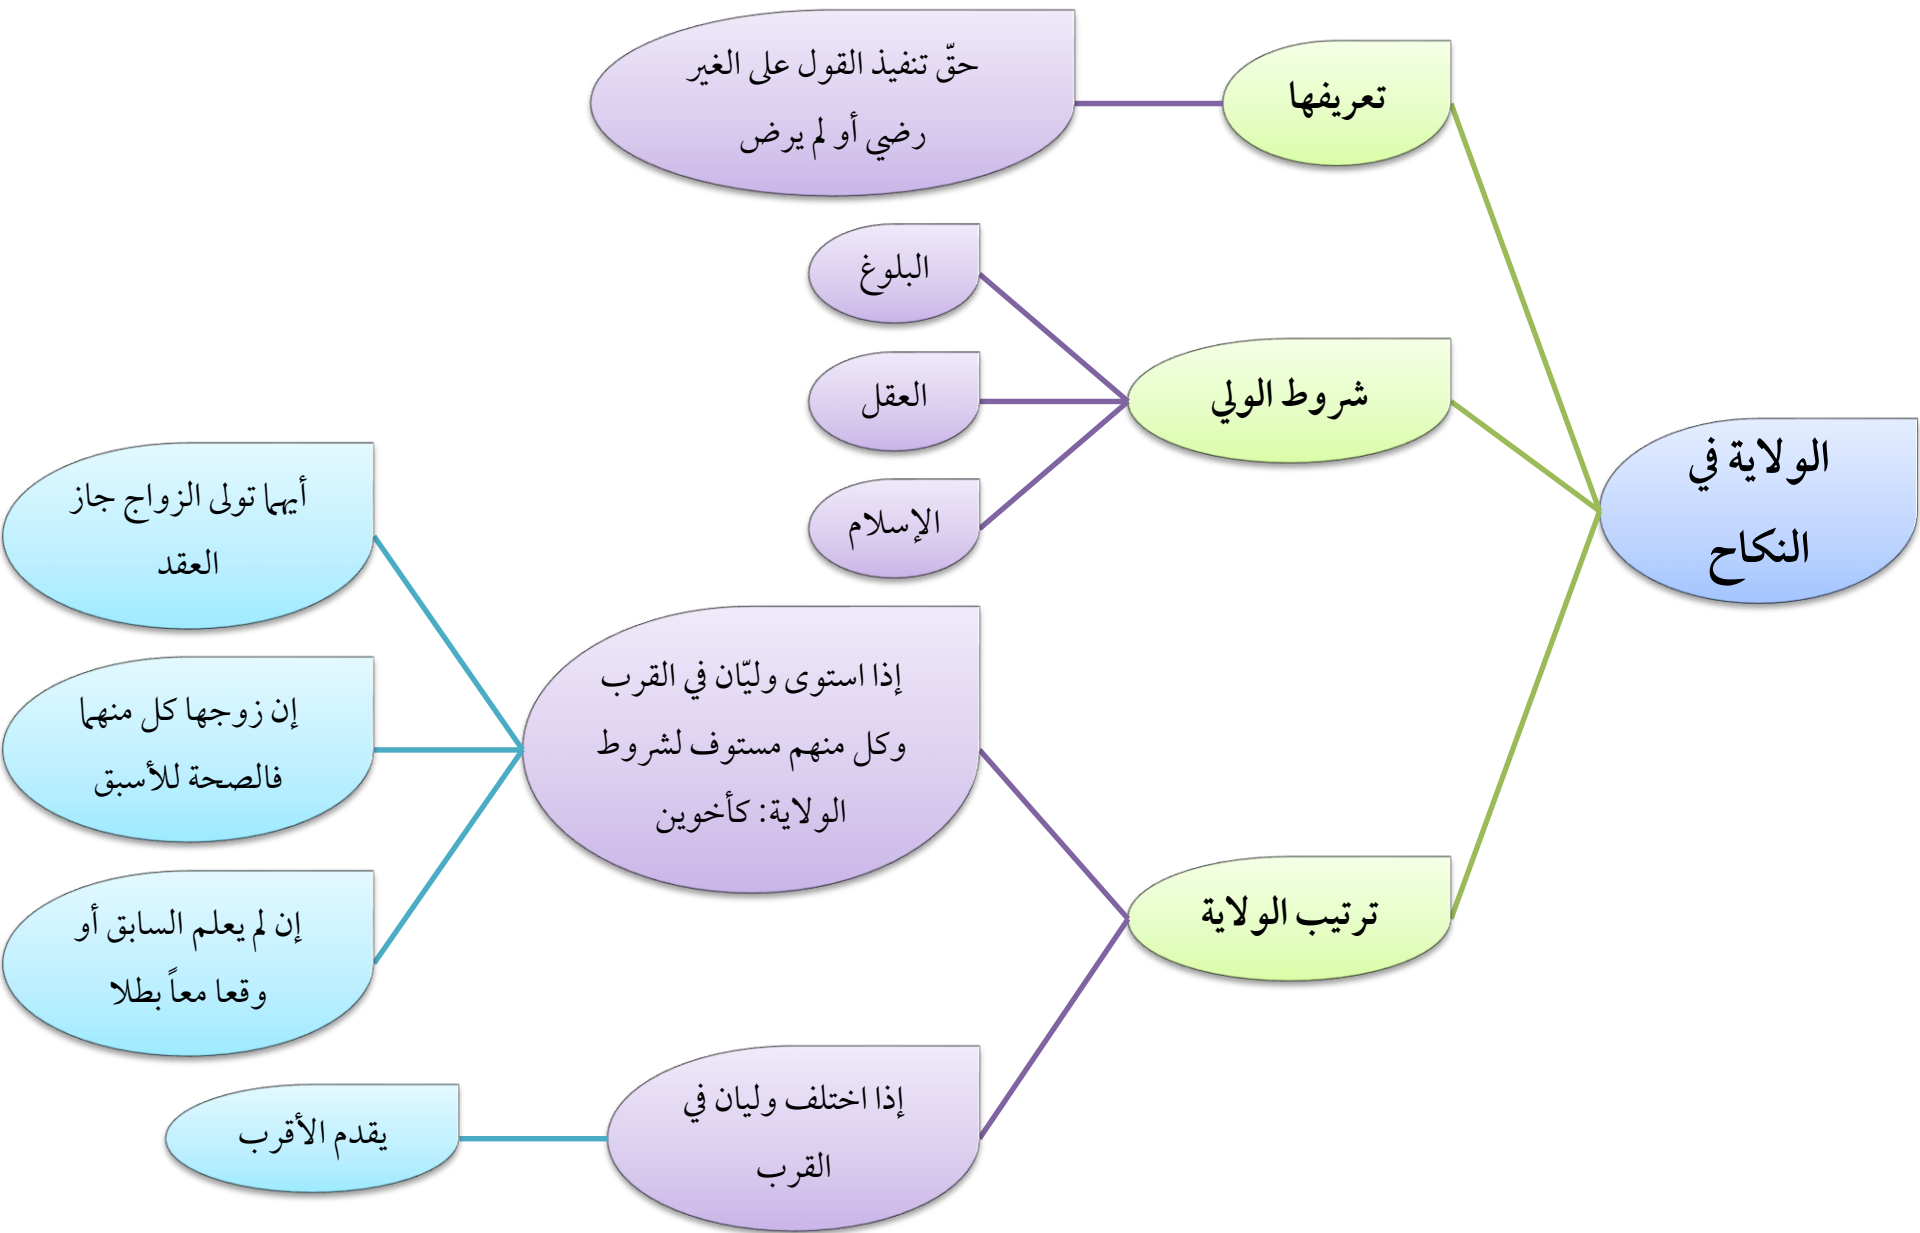 الولاية في
النكاح
تعريفها
حقّ تنفيذ القول على الغير
رضي أو لم يرض
شروط الولي
البلوغ
العقل
الإسلام
ترتيب الولاية
إذا استوى وليّان في القرب
وكل منهم مستوف لشروط
الولاية: كأخوين
أيهما تولى الزواج جاز
العقد
إن زوجها كل منهما
فالصحة للأسبق
إن لم يعلم السابق أو
وقعا معاً بطلا
إذا اختلف وليان في
القرب
يقدم الأقرب